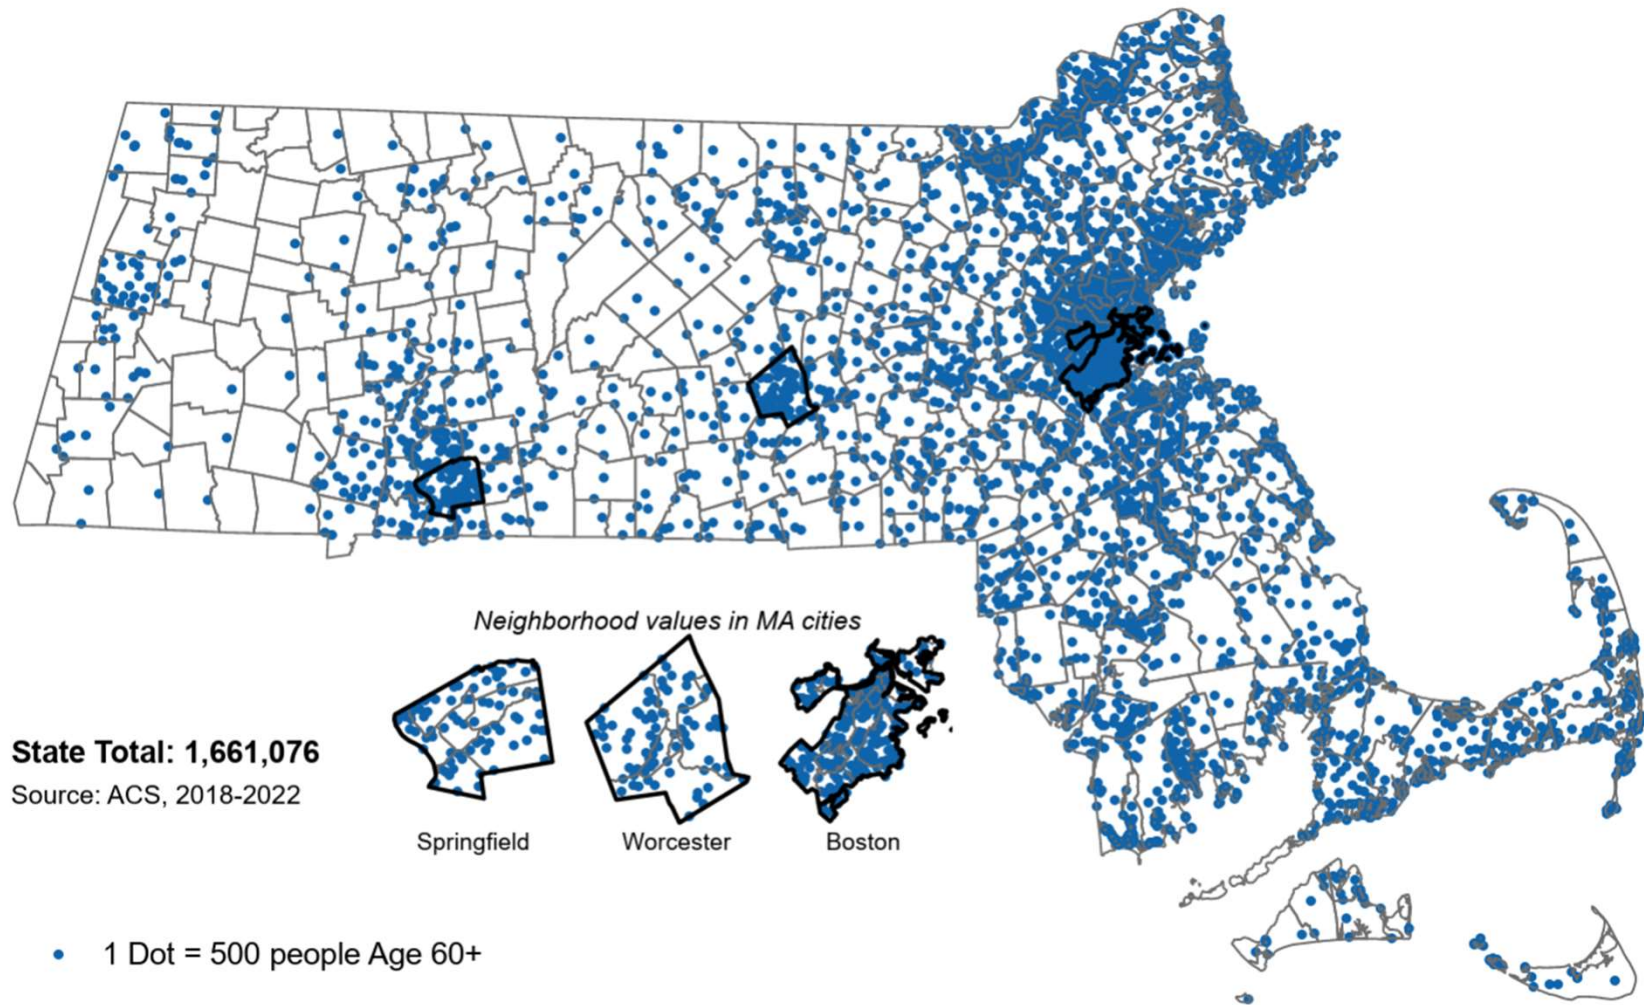 Neighborhood values in MA cities
State Total: 1,661,076
Source: ACS, 2018-2022
Springfield
Worcester
Boston
1 Dot = 500 people Age 60+